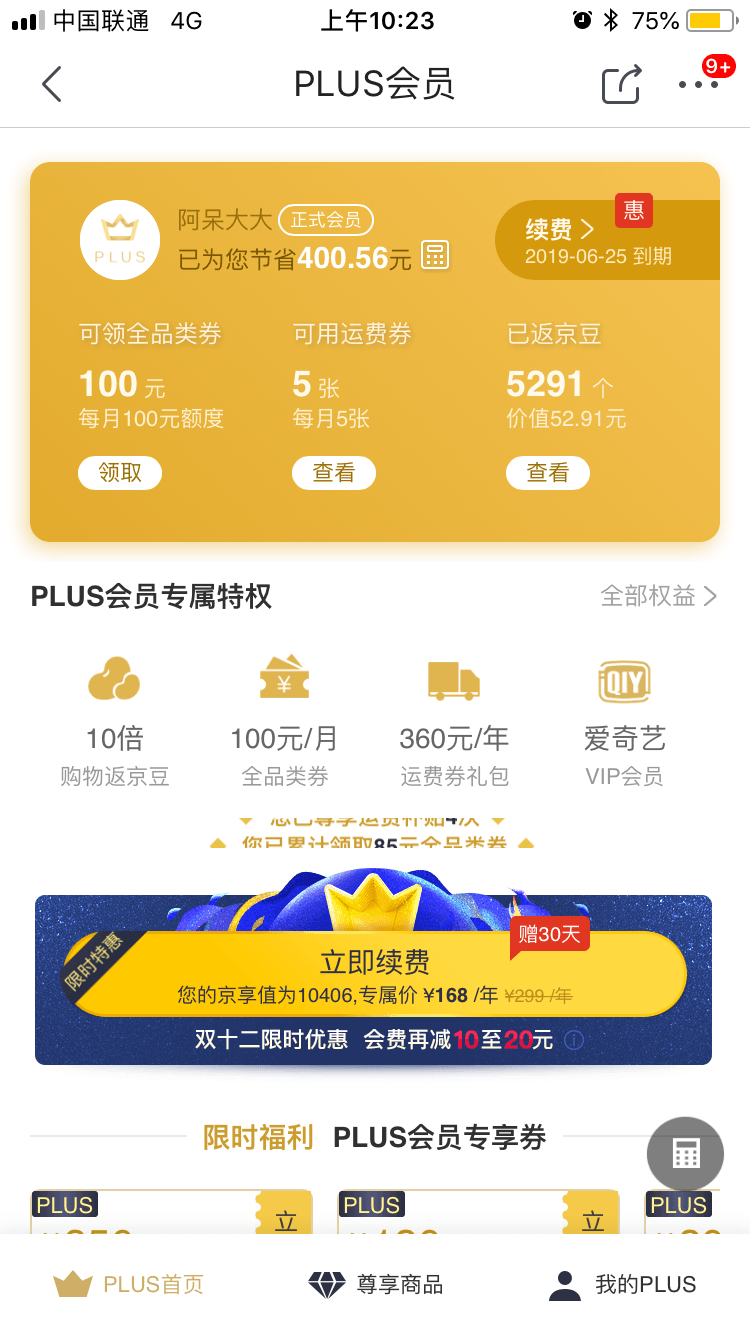 中国联通 4G 上午10:23 75%
PLUS会员
9+
PLUS
阿呆大大 正式会员
已为您节省400.56元
惠
续费
2019-06-25 到期
可领全品类券 可用运费券 已返京豆
100 元 5 张 5291 个
每月100元额度 每月5张 价值52.91元
领取 查看 查看
PLUS会员专属特权 全部权益
¥ QIY
10倍 100元/月 360元/年 爱奇艺
购物返京豆 全品类券 运费券礼包 VIP会员
您已尊享运费补贴4次
您已累计领取85元全品类券
限时特惠
赠30天
立即续费
您的京享值为10406,专属价 ¥168 /年 ¥299 /年
双十二限时优惠 会费再减10至20元
限时福利 PLUS会员专享券
PLUS PLUS PLUS
立 立
PLUS首页 尊享商品 我的PLUS